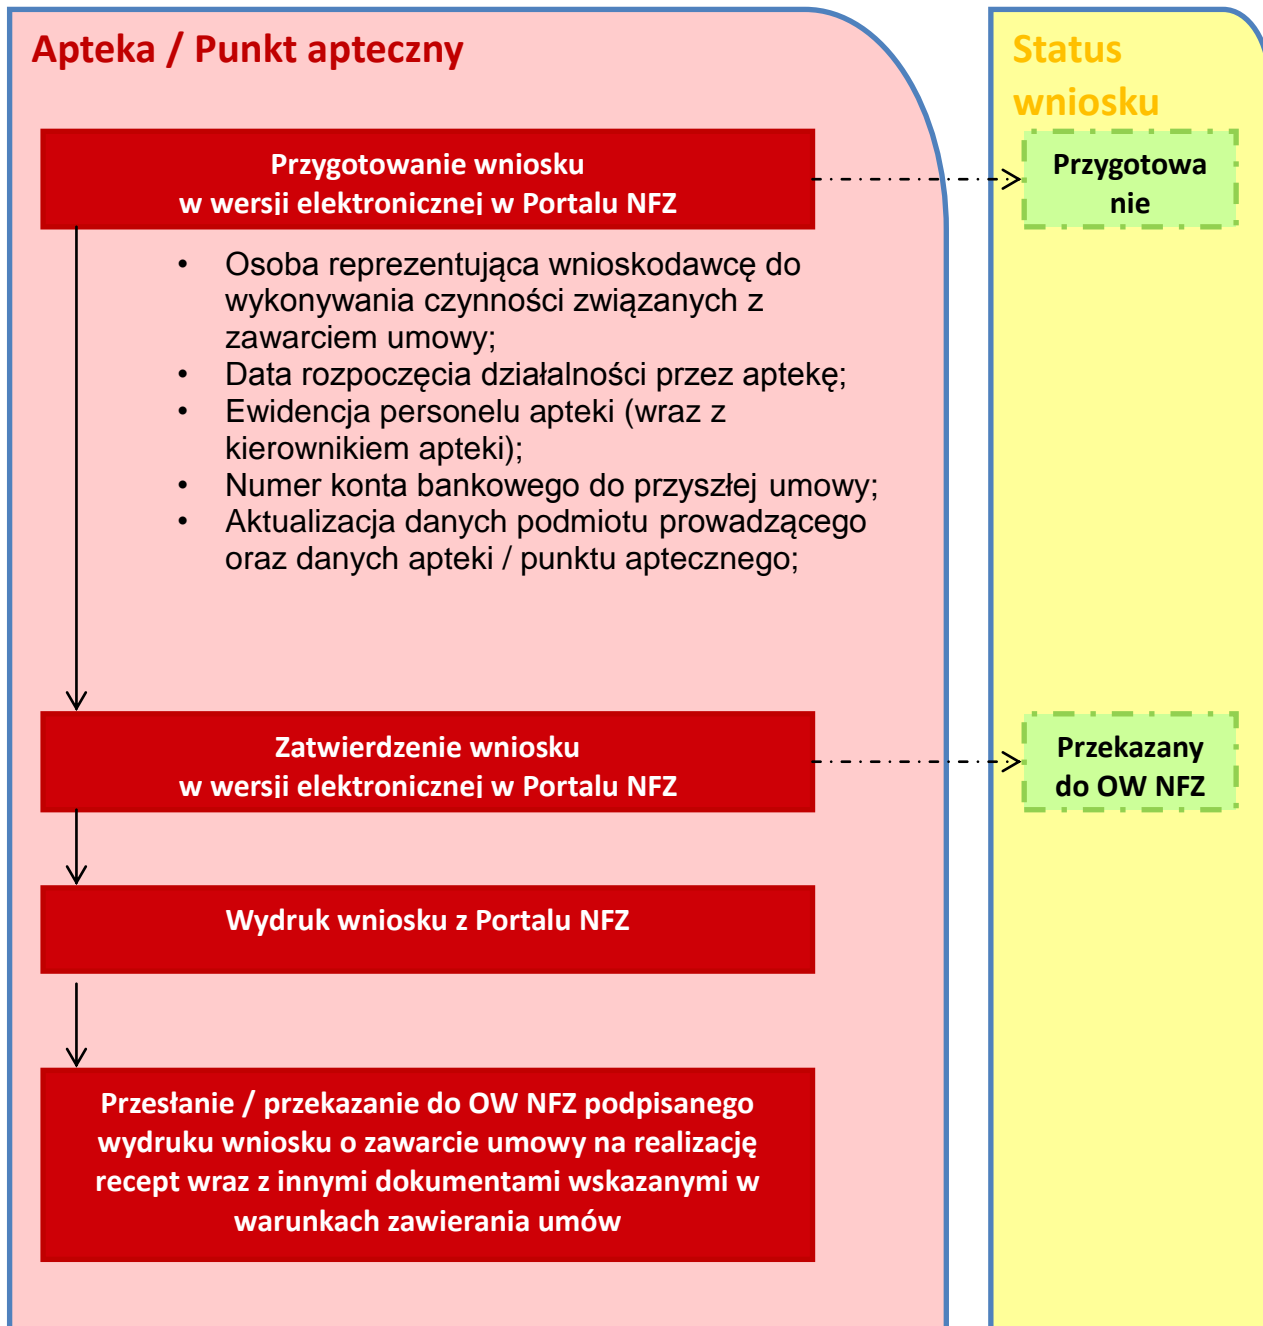 Apteka / Punkt apteczny
Status
wniosku
Przygotowanie wniosku
w wersji elektronicznej w Portalu NFZ
Przygotowa
nie
• Osoba reprezentująca wnioskodawcę do
wykonywania czynności związanych z
zawarciem umowy;
• Data rozpoczęcia działalności przez aptekę;
• Ewidencja personelu apteki (wraz z
kierownikiem apteki);
• Numer konta bankowego do przyszłej umowy;
• Aktualizacja danych podmiotu prowadzącego
oraz danych apteki / punktu aptecznego;
Zatwierdzenie wniosku
w wersji elektronicznej w Portalu NFZ
Przekazany
do OW NFZ
Wydruk wniosku z Portalu NFZ
Przesłanie / przekazanie do OW NFZ podpisanego
wydruku wniosku o zawarcie umowy na realizację
recept wraz z innymi dokumentami wskazanymi w
warunkach zawierania umów